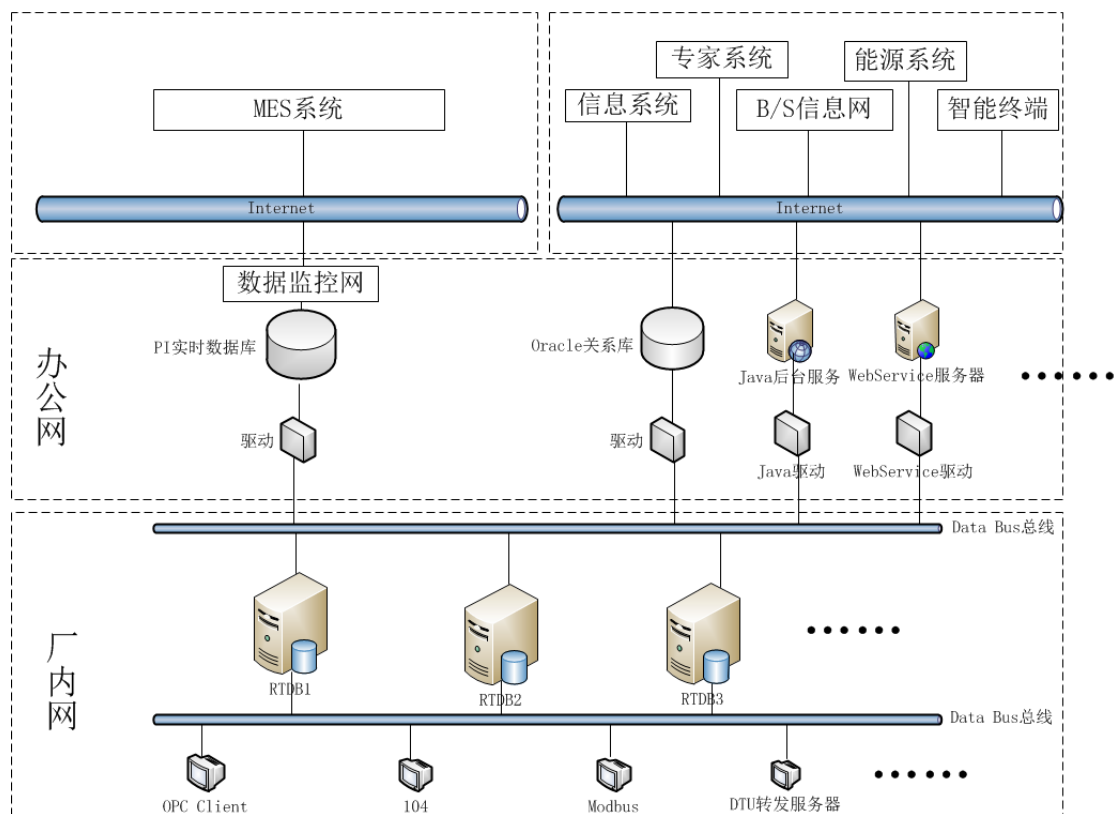 专家系统
能源系统
MES系统
信息系统
B/S信息网
智能终端
Internet
Internet
数据监控网
PI实时数据库
Oracle关系库
Java后台服务
WebService服务器
办公网
驱动
驱动
Java驱动
WebService驱动
Data Bus总线
厂内网
RTDB1
RTDB2
RTDB3
Data Bus总线
OPC Client
104
Modbus
DTU转发服务器